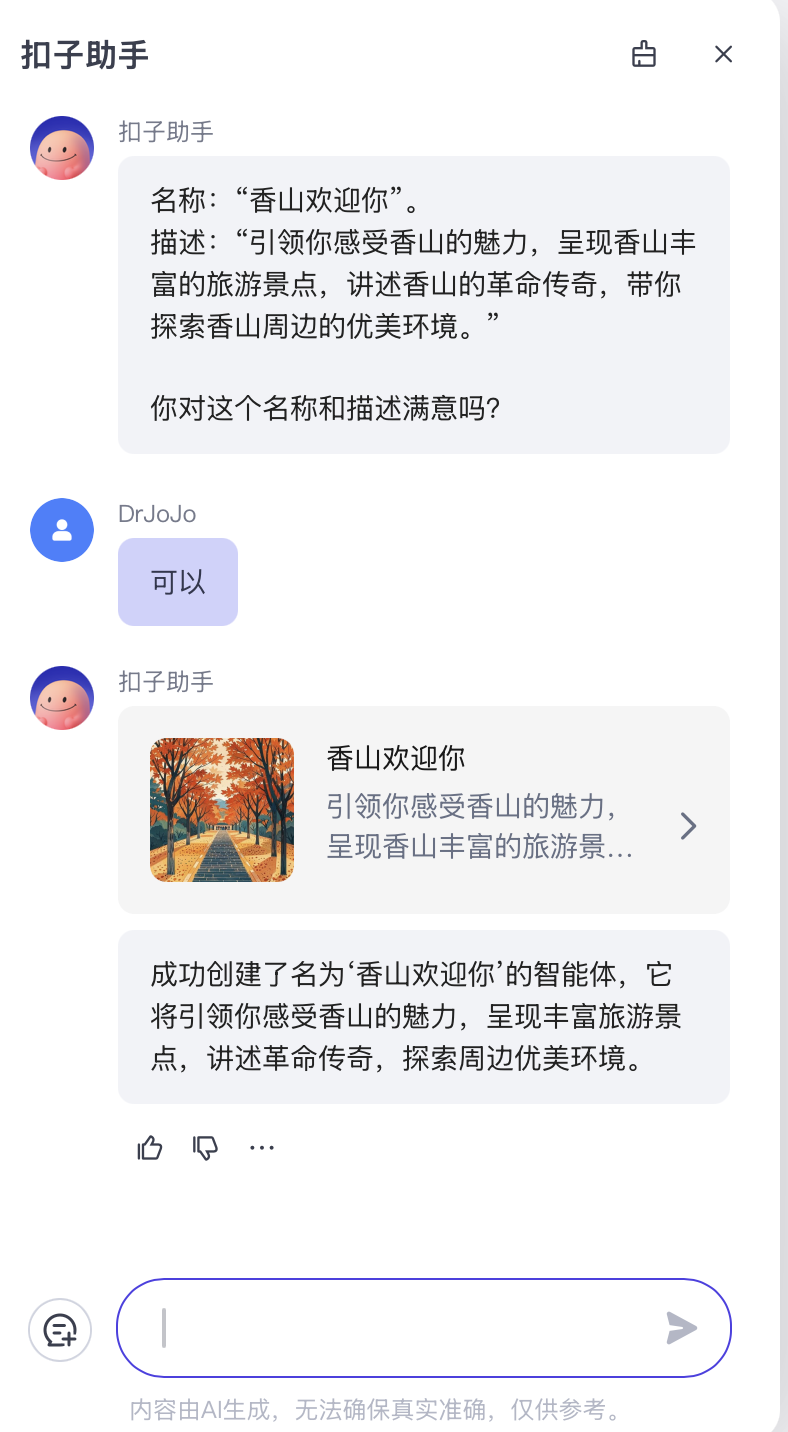 扣子助手
扣子助手
名称：“香山欢迎你”。
描述：“引领你感受香山的魅力，呈现香山丰
富的旅游景点，讲述香山的革命传奇，带你
探索香山周边的优美环境。”
你对这个名称和描述满意吗?
DrJoJo
可以
扣子助手
香山欢迎你
引领你感受香山的魅力，
呈现香山丰富的旅游景...
成功创建了名为‘香山欢迎你’的智能体，它
将引领你感受香山的魅力，呈现丰富旅游景
点，讲述革命传奇，探索周边优美环境。
内容由AI生成，无法确保真实准确，仅供参考。